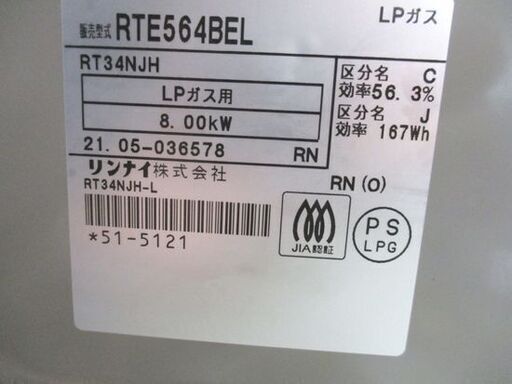 販売型式 RTE564BEL LPガス
RT34NJH
LPガス用
8.00kW
21.05-036578 RN
区分名 C
効率56.3%
区分名 J
効率 167Wh
リンナイ株式会社
RT34NJH-L
RN (O)
*51-5121
JIA認証
PS
LPG